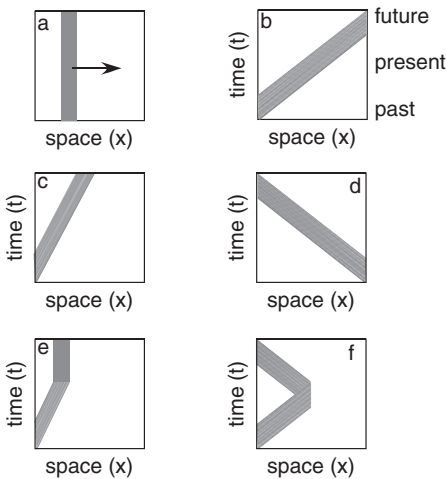 a
space (x)
b
time (t)
future
present
past
space (x)
c
time (t)
space (x)
d
time (t)
space (x)
e
time (t)
space (x)
f
time (t)
space (x)